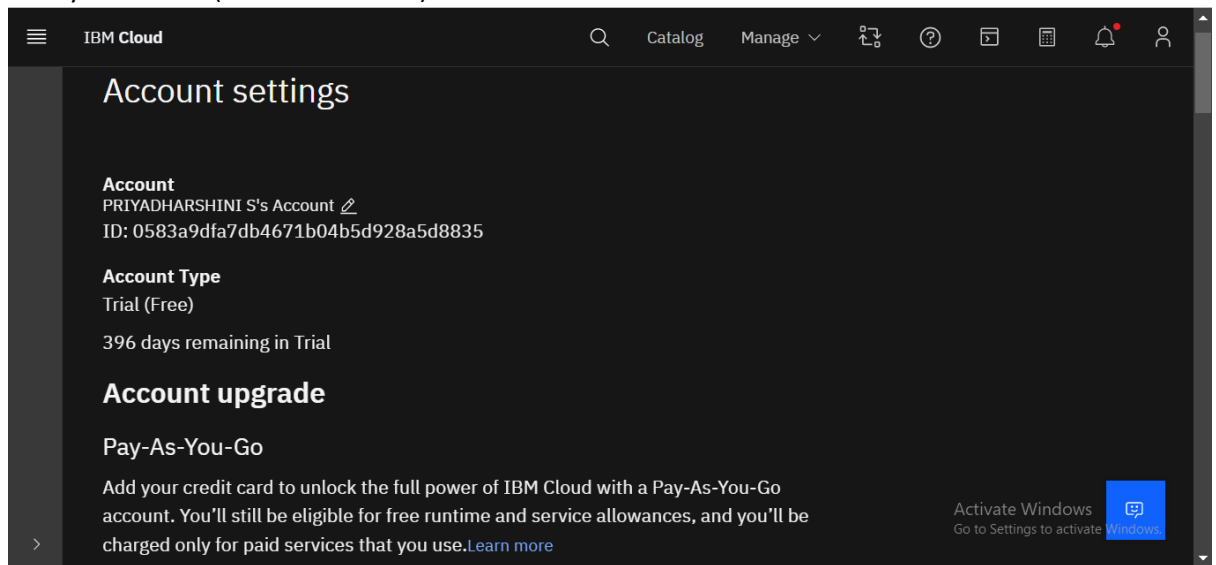 IBM Cloud
Catalog
Manage
Account settings
Account
PRIYADHARSHINI S's Account
ID: 0583a9dfa7db4671b04b5d928a5d8835
Account Type
Trial (Free)
396 days remaining in Trial
Account upgrade
Pay-As-You-Go
Add your credit card to unlock the full power of IBM Cloud with a Pay-As-You-Go
account. You’ll still be eligible for free runtime and service allowances, and you’ll be
charged only for paid services that you use.Learn more
Activate Windows
Go to Settings to activate Windows.